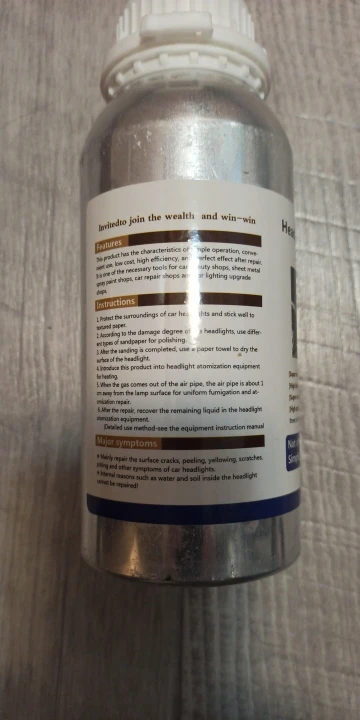 Invitedto join the wealth and win-win
Features
This product has the characteristics of simple operation, conve-
nient use, low cost, high efficiency, and perfect effect after repair.
It is one of the necessary tools for car beauty shops, sheet metal
spray paint shops, car repair shops and car lighting upgrade
shops.
Instructions
1. Protect the surroundings of car headlights and stick well to
textured paper.
2. According to the damage degree of the headlights, use differ-
ent types of sandpaper for polishing.
3. After the sanding is completed, use a paper towel to dry the
surface of the headlight.
4. Introduce this product into headlight atomization equipment
for heating.
5. When the gas comes out of the air pipe, the air pipe is about 1
cm away from the lamp surface for uniform fumigation and at-
omization repair.
6. After the repair, recover the remaining liquid in the headlight
atomization equipment.
(Detailed use method-see the equipment instruction manual
Major symptoms
Mainly repair the surface cracks, peeling, yellowing, scratches,
and other symptoms of car headlights.
Internal reasons such as water and soil inside the headlight
cannot be repaired)
Hea